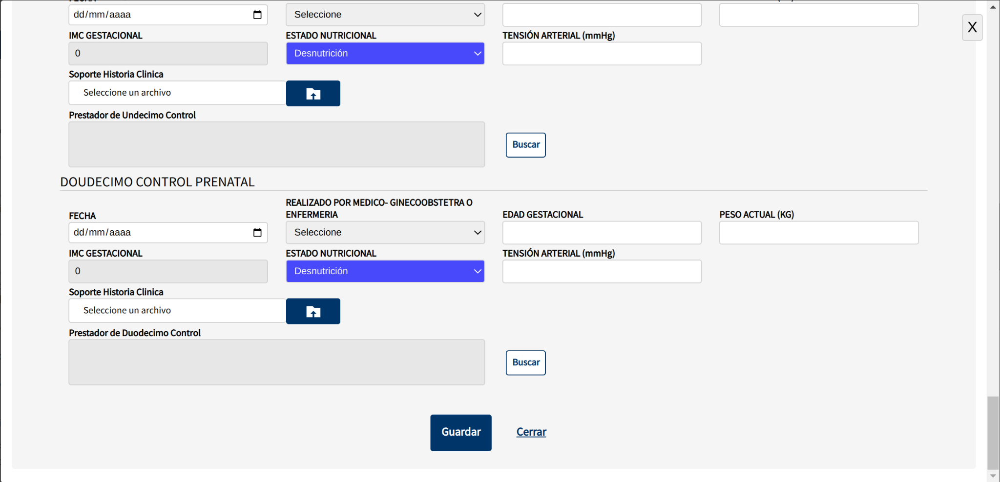 dd/mm/aaaa
Seleccione
X
IMC GESTACIONAL
ESTADO NUTRICIONAL
TENSIÓN ARTERIAL (mmHg)
0
Desnutrición
Soporte Historia Clinica
Seleccione un archivo
Prestador de Undecimo Control
Buscar
DOUDECIMO CONTROL PRENATAL
FECHA
REALIZADO POR MEDICO- GINECOOBSTETRA O
ENFERMERIA
EDAD GESTACIONAL
PESO ACTUAL (KG)
dd/mm/aaaa
Seleccione
IMC GESTACIONAL
ESTADO NUTRICIONAL
TENSIÓN ARTERIAL (mmHg)
0
Desnutrición
Soporte Historia Clinica
Seleccione un archivo
Prestador de Duodecimo Control
Buscar
Guardar
Cerrar